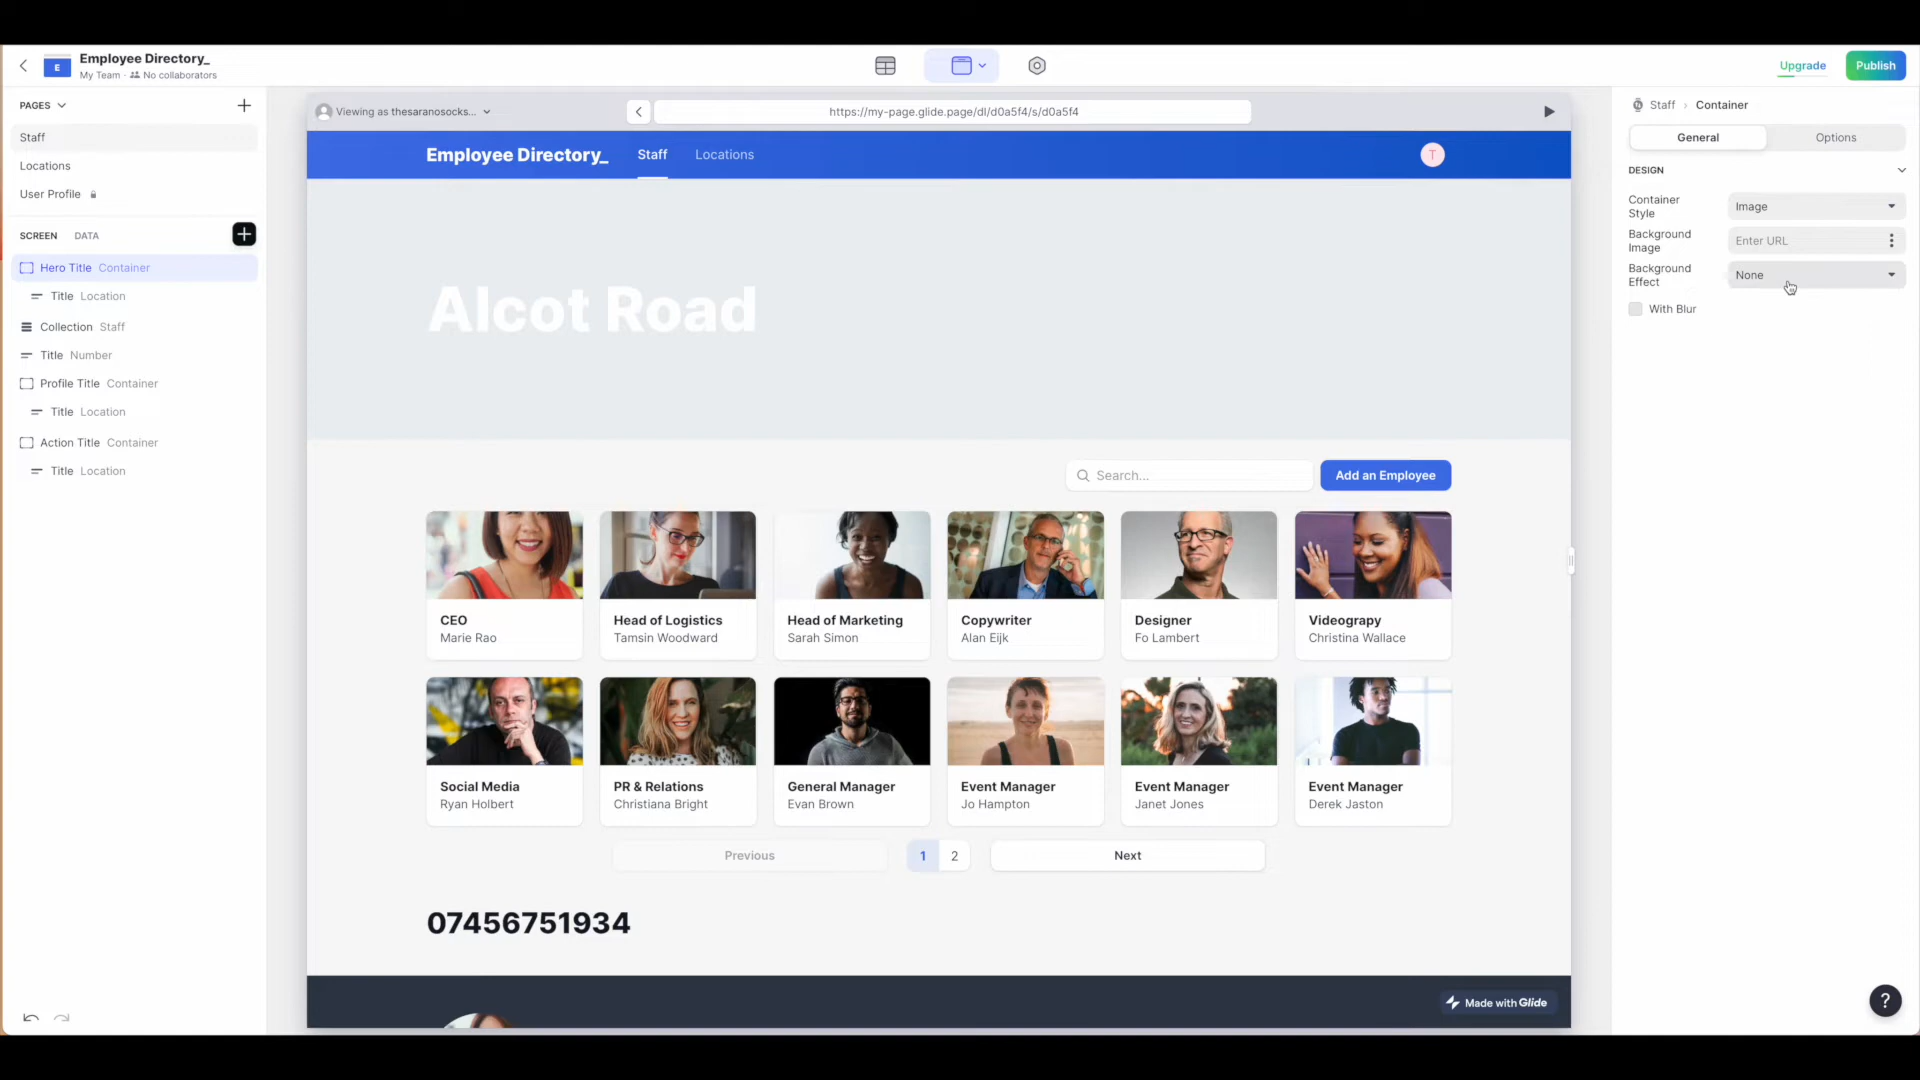 E
Employee Directory_
My Team · No collaborators
Upgrade
Publish
PAGES
Staff
Locations
User Profile
SCREEN DATA
Hero Title Container
Title Location
Collection Staff
Title Number
Profile Title Container
Title Location
Action Title Container
Title Location
Viewing as thesaranosocks...
https://my-page.glide.page/dl/d0a5f4/s/d0a5f4
Employee Directory_ Staff Locations
T
Alcot Road
Search...
Add an Employee
CEO
Marie Rao
Head of Logistics
Tamsin Woodward
Head of Marketing
Sarah Simon
Copywriter
Alan Eijk
Designer
Fo Lambert
Videograpy
Christina Wallace
Social Media
Ryan Holbert
PR & Relations
Christiana Bright
General Manager
Evan Brown
Event Manager
Jo Hampton
Event Manager
Janet Jones
Event Manager
Derek Jaston
Previous
1 2
Next
07456751934
Made with Glide
Staff › Container
General
Options
DESIGN
Container
Style
Image
Background
Image
Enter URL
Background
Effect
None
With Blur
?